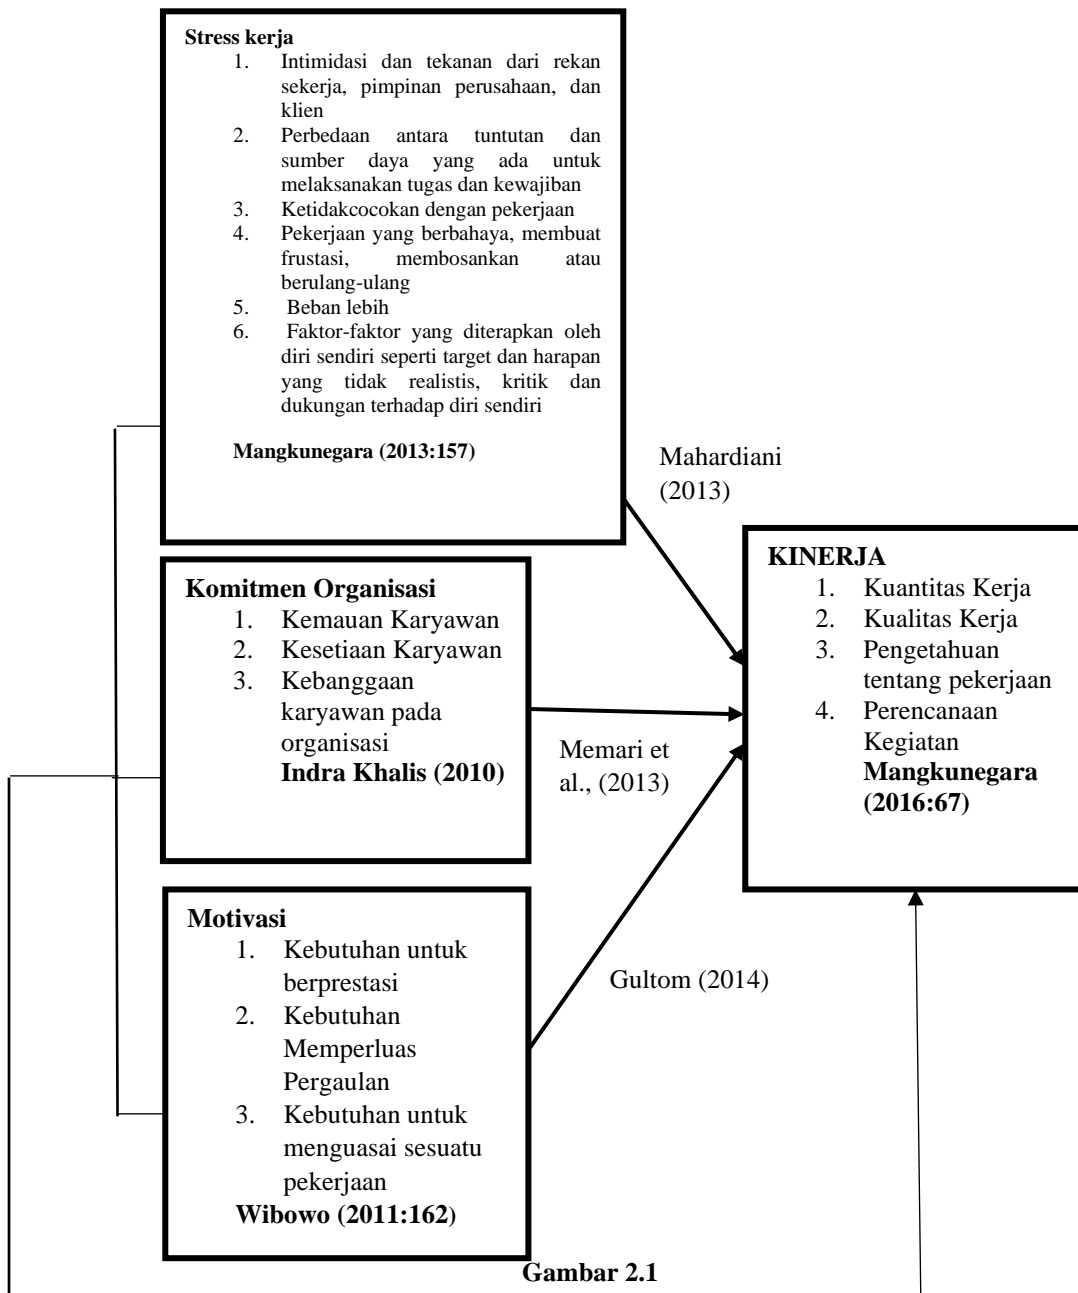 Stress kerja
1. Intimidasi dan tekanan dari rekan
sekerja, pimpinan perusahaan, dan
klien
2. Perbedaan antara tuntutan dan
sumber daya yang ada untuk
melaksanakan tugas dan kewajiban
3. Ketidakcocokan dengan pekerjaan
4. Pekerjaan yang berbahaya, membuat
frustasi, membosankan atau
berulang-ulang
5. Beban lebih
6. Faktor-faktor yang diterapkan oleh
diri sendiri seperti target dan harapan
yang tidak realistis, kritik dan
dukungan terhadap diri sendiri
Mangkunegara (2013:157)
Mahardiani
(2013)
Komitmen Organisasi
1. Kemauan Karyawan
2. Kesetiaan Karyawan
3. Kebanggaan
karyawan pada
organisasi
Indra Khalis (2010)
Memari et
al., (2013)
KINERJA
1. Kuantitas Kerja
2. Kualitas Kerja
3. Pengetahuan
tentang pekerjaan
4. Perencanaan
Kegiatan
Mangkunegara
(2016:67)
Motivasi
1. Kebutuhan untuk
berprestasi
2. Kebutuhan
Memperluas
Pergaulan
3. Kebutuhan untuk
menguasai sesuatu
pekerjaan
Wibowo (2011:162)
Gultom (2014)
Gambar 2.1